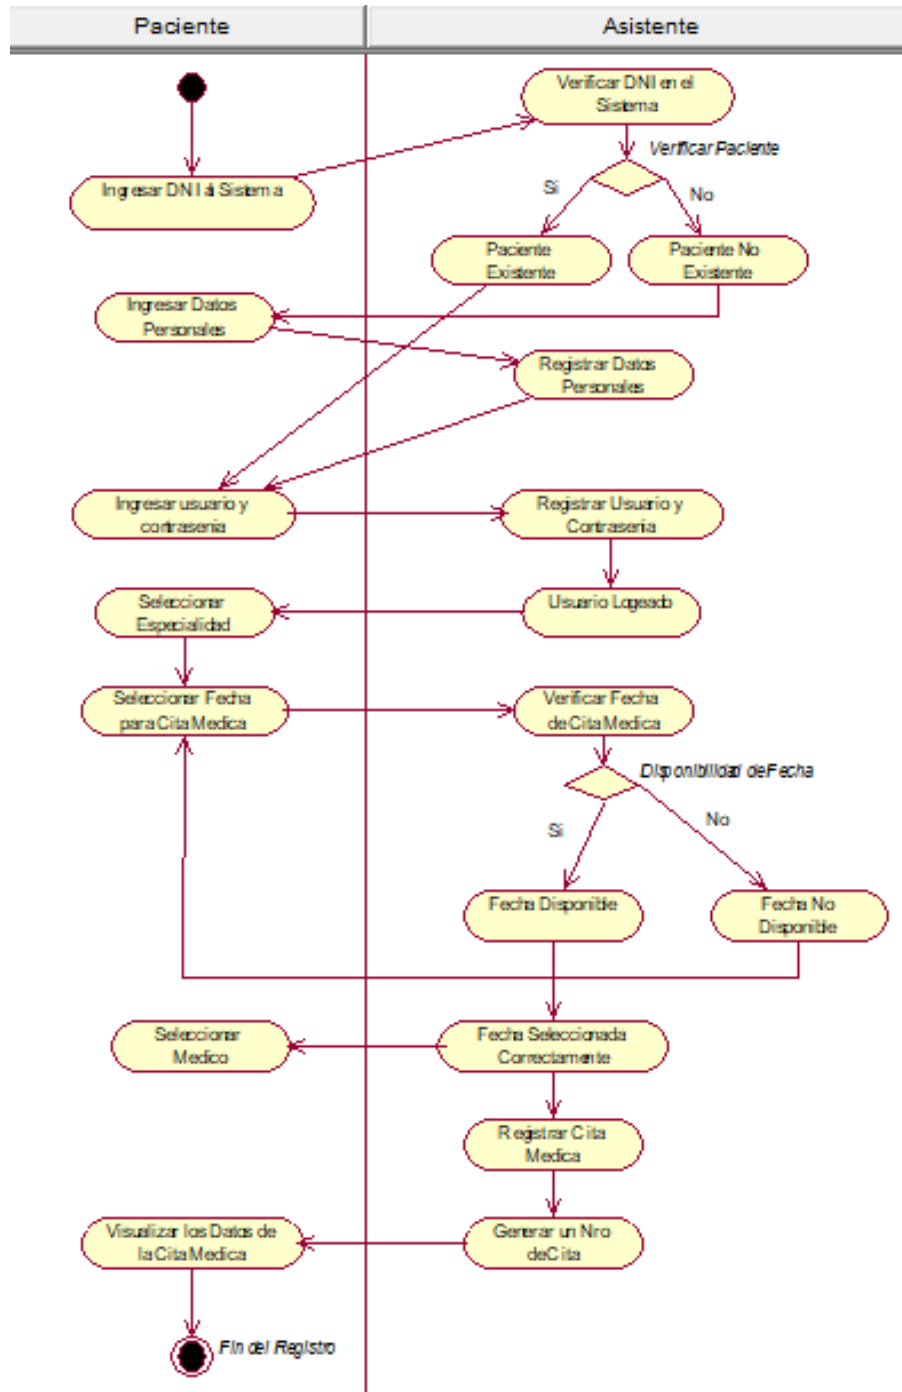 Paciente
Asistente
Verificar DNI en el
Sistema
Verificar Paciente
Ingresar DNI al Sistema
Si
No
Paciente
Existente
Paciente No
Existente
Ingresar Datos
Personales
Registrar Datos
Personales
Ingresar usuario y
contraseña
Registrar Usuario y
Contraseña
Seleccionar
Especialidad
Usuario Logeado
Seleccionar Fecha
para Cita Medica
Verificar Fecha
de Cita Medica
Disponibilidad de Fecha
Si
No
Fecha Disponible
Fecha No
Disponible
Seleccionar
Medico
Fecha Seleccionada
Correctamente
Registrar Cita
Medica
Visualizar los Datos de
la Cita Medica
Generar un Nro
de Cita
Fin del Registro